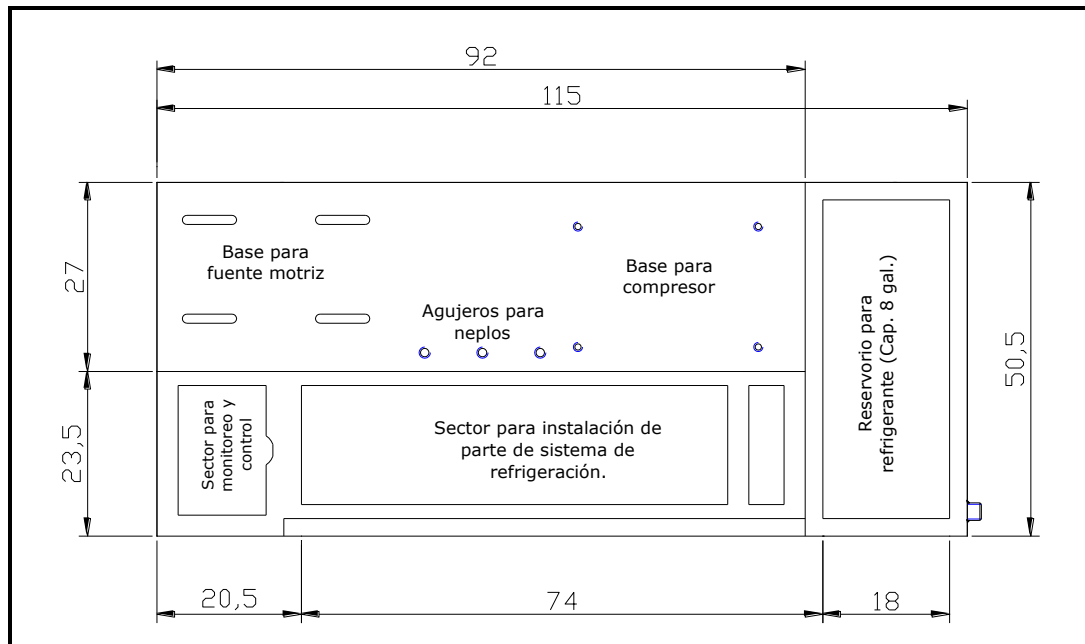 92
115
Base para
fuente motriz
Base para
compresor
Agujeros para
neplos
27
Reservorio para
refrigerante (Cap. 8 gal.)
50,5
23,5
Sector para
monitoreo y
control
Sector para instalación de
parte de sistema de
refrigeración.
20,5
74
18